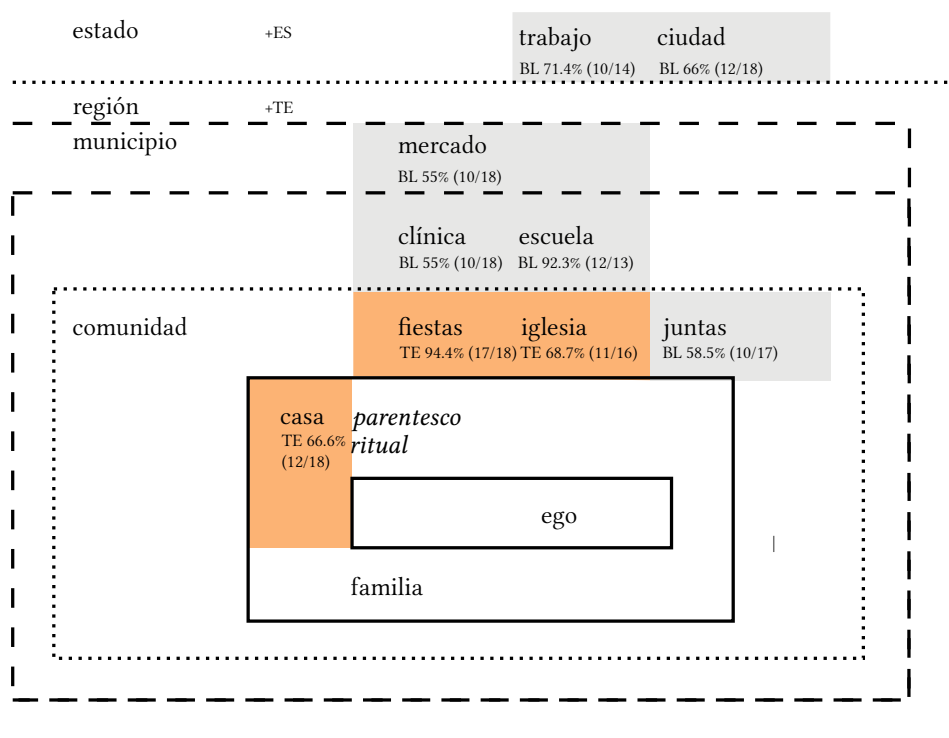 estado +ES trabajo ciudad
BL 71.4% (10/14) BL 66% (12/18)
región +TE
municipio mercado
BL 55% (10/18)
clínica escuela
BL 55% (10/18) BL 92.3% (12/13)
comunidad fiestas iglesia juntas
TE 94.4% (17/18) TE 68.7% (11/16) BL 58.5% (10/17)
casa parentesco
TE 66.6% ritual
(12/18)
ego
familia